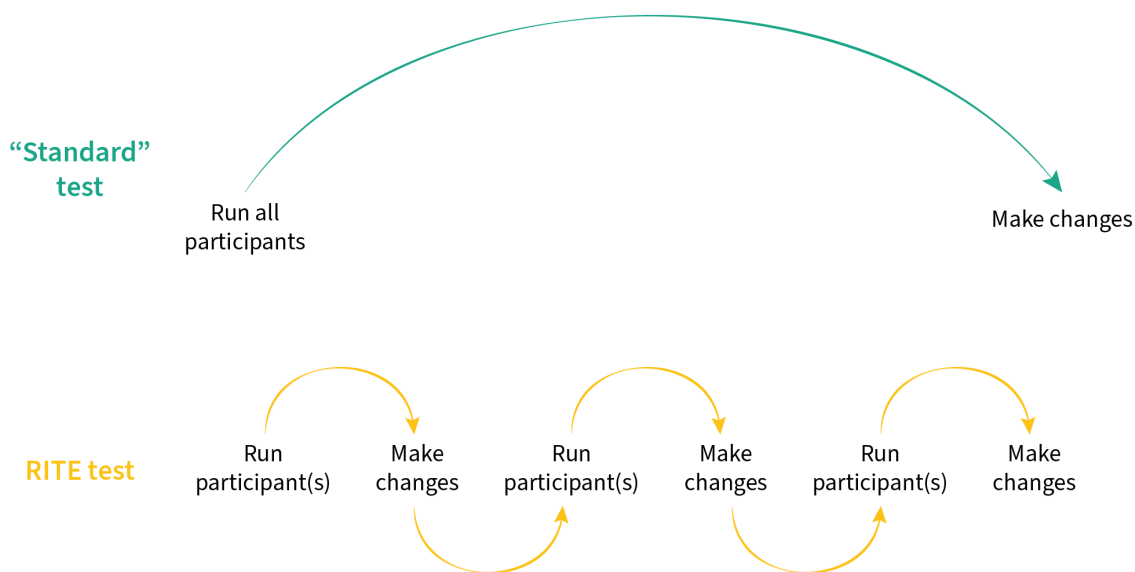 “Standard”
test
Run all
participants
Make changes
RITE test
Run
participant(s)
Make
changes
Run
participant(s)
Make
changes
Run
participant(s)
Make
changes